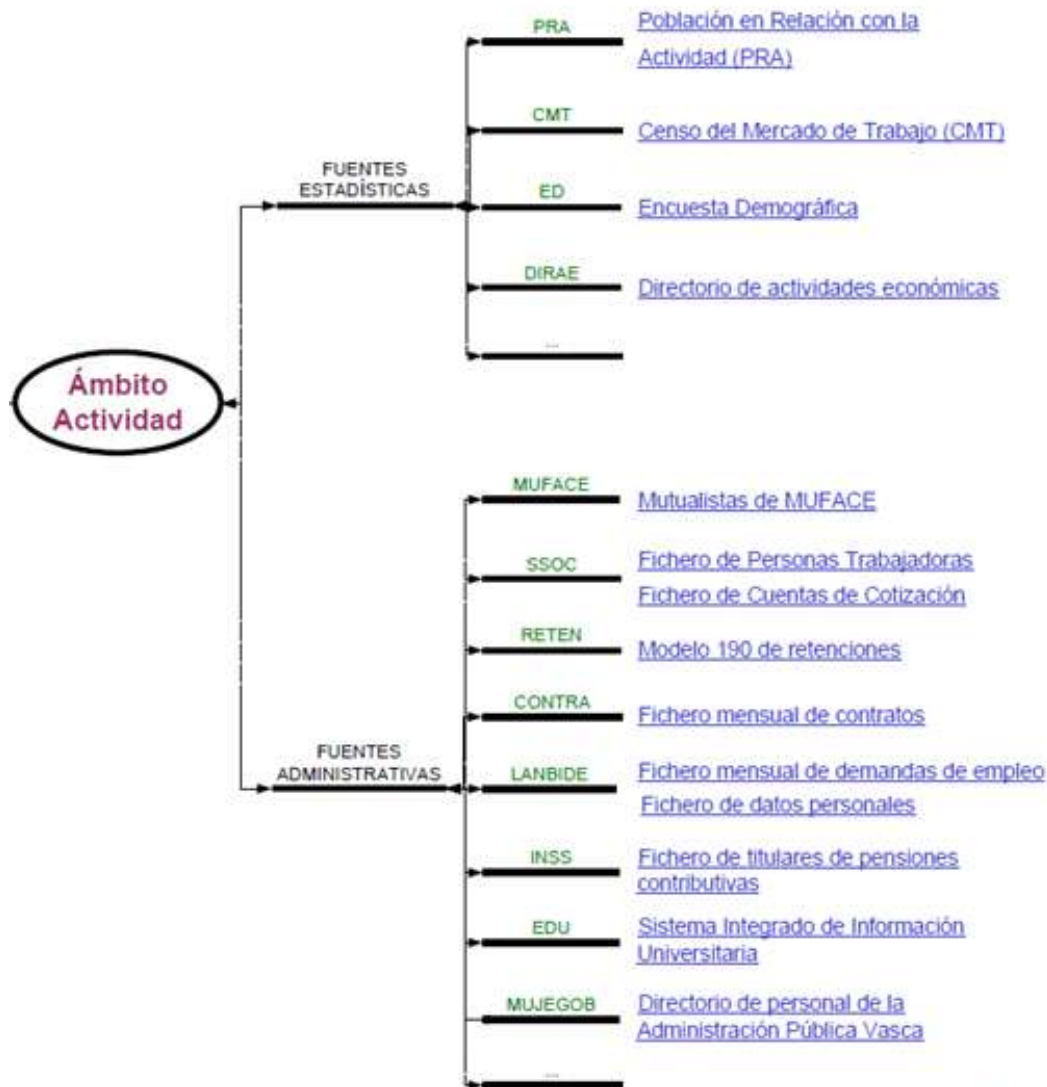 PRA
Población en Relación con la
Actividad (PRA)
CMT
Censo del Mercado de Trabajo (CMT)
FUENTES
ESTADÍSTICAS
ED
Encuesta Demográfica
DIRAE
Directorio de actividades económicas
...
Ámbito
Actividad
MUFACE
Mutualistas de MUFACE
SSOC
Fichero de Personas Trabajadoras
Fichero de Cuentas de Cotización
RETEN
Modelo 190 de retenciones
CONTRA
Fichero mensual de contratos
FUENTES
ADMINISTRATIVAS
LANBIDE
Fichero mensual de demandas de empleo
Fichero de datos personales
INSS
Fichero de titulares de pensiones
contributivas
EDU
Sistema Integrado de Información
Universitaria
MUJEGOB
Directorio de personal de la
Administración Pública Vasca
...